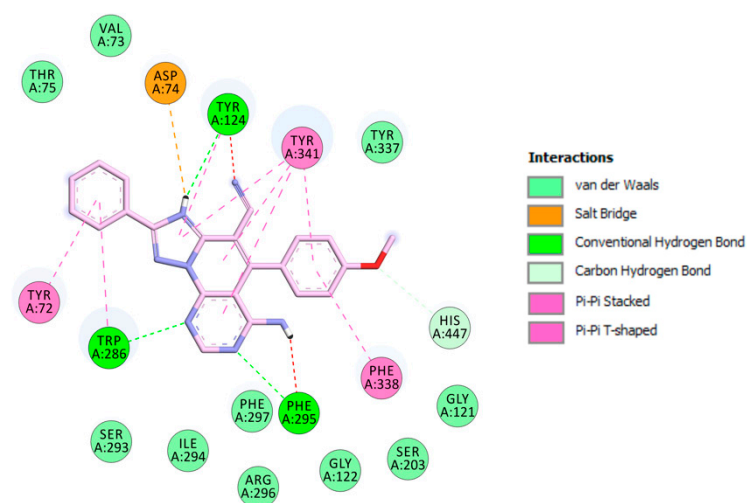 VAL
A:73
THR
A:75
ASP
A:74
TYR
A:124
TYR
A:341
TYR
A:337
TYR
A:72
TRP
A:286
PHE
A:338
HIS
A:447
PHE
A:297
PHE
A:295
GLY
A:121
SER
A:293
ILE
A:294
ARG
A:296
GLY
A:122
SER
A:203
Interactions
van der Waals
Salt Bridge
Conventional Hydrogen Bond
Carbon Hydrogen Bond
Pi-Pi Stacked
Pi-Pi T-shaped